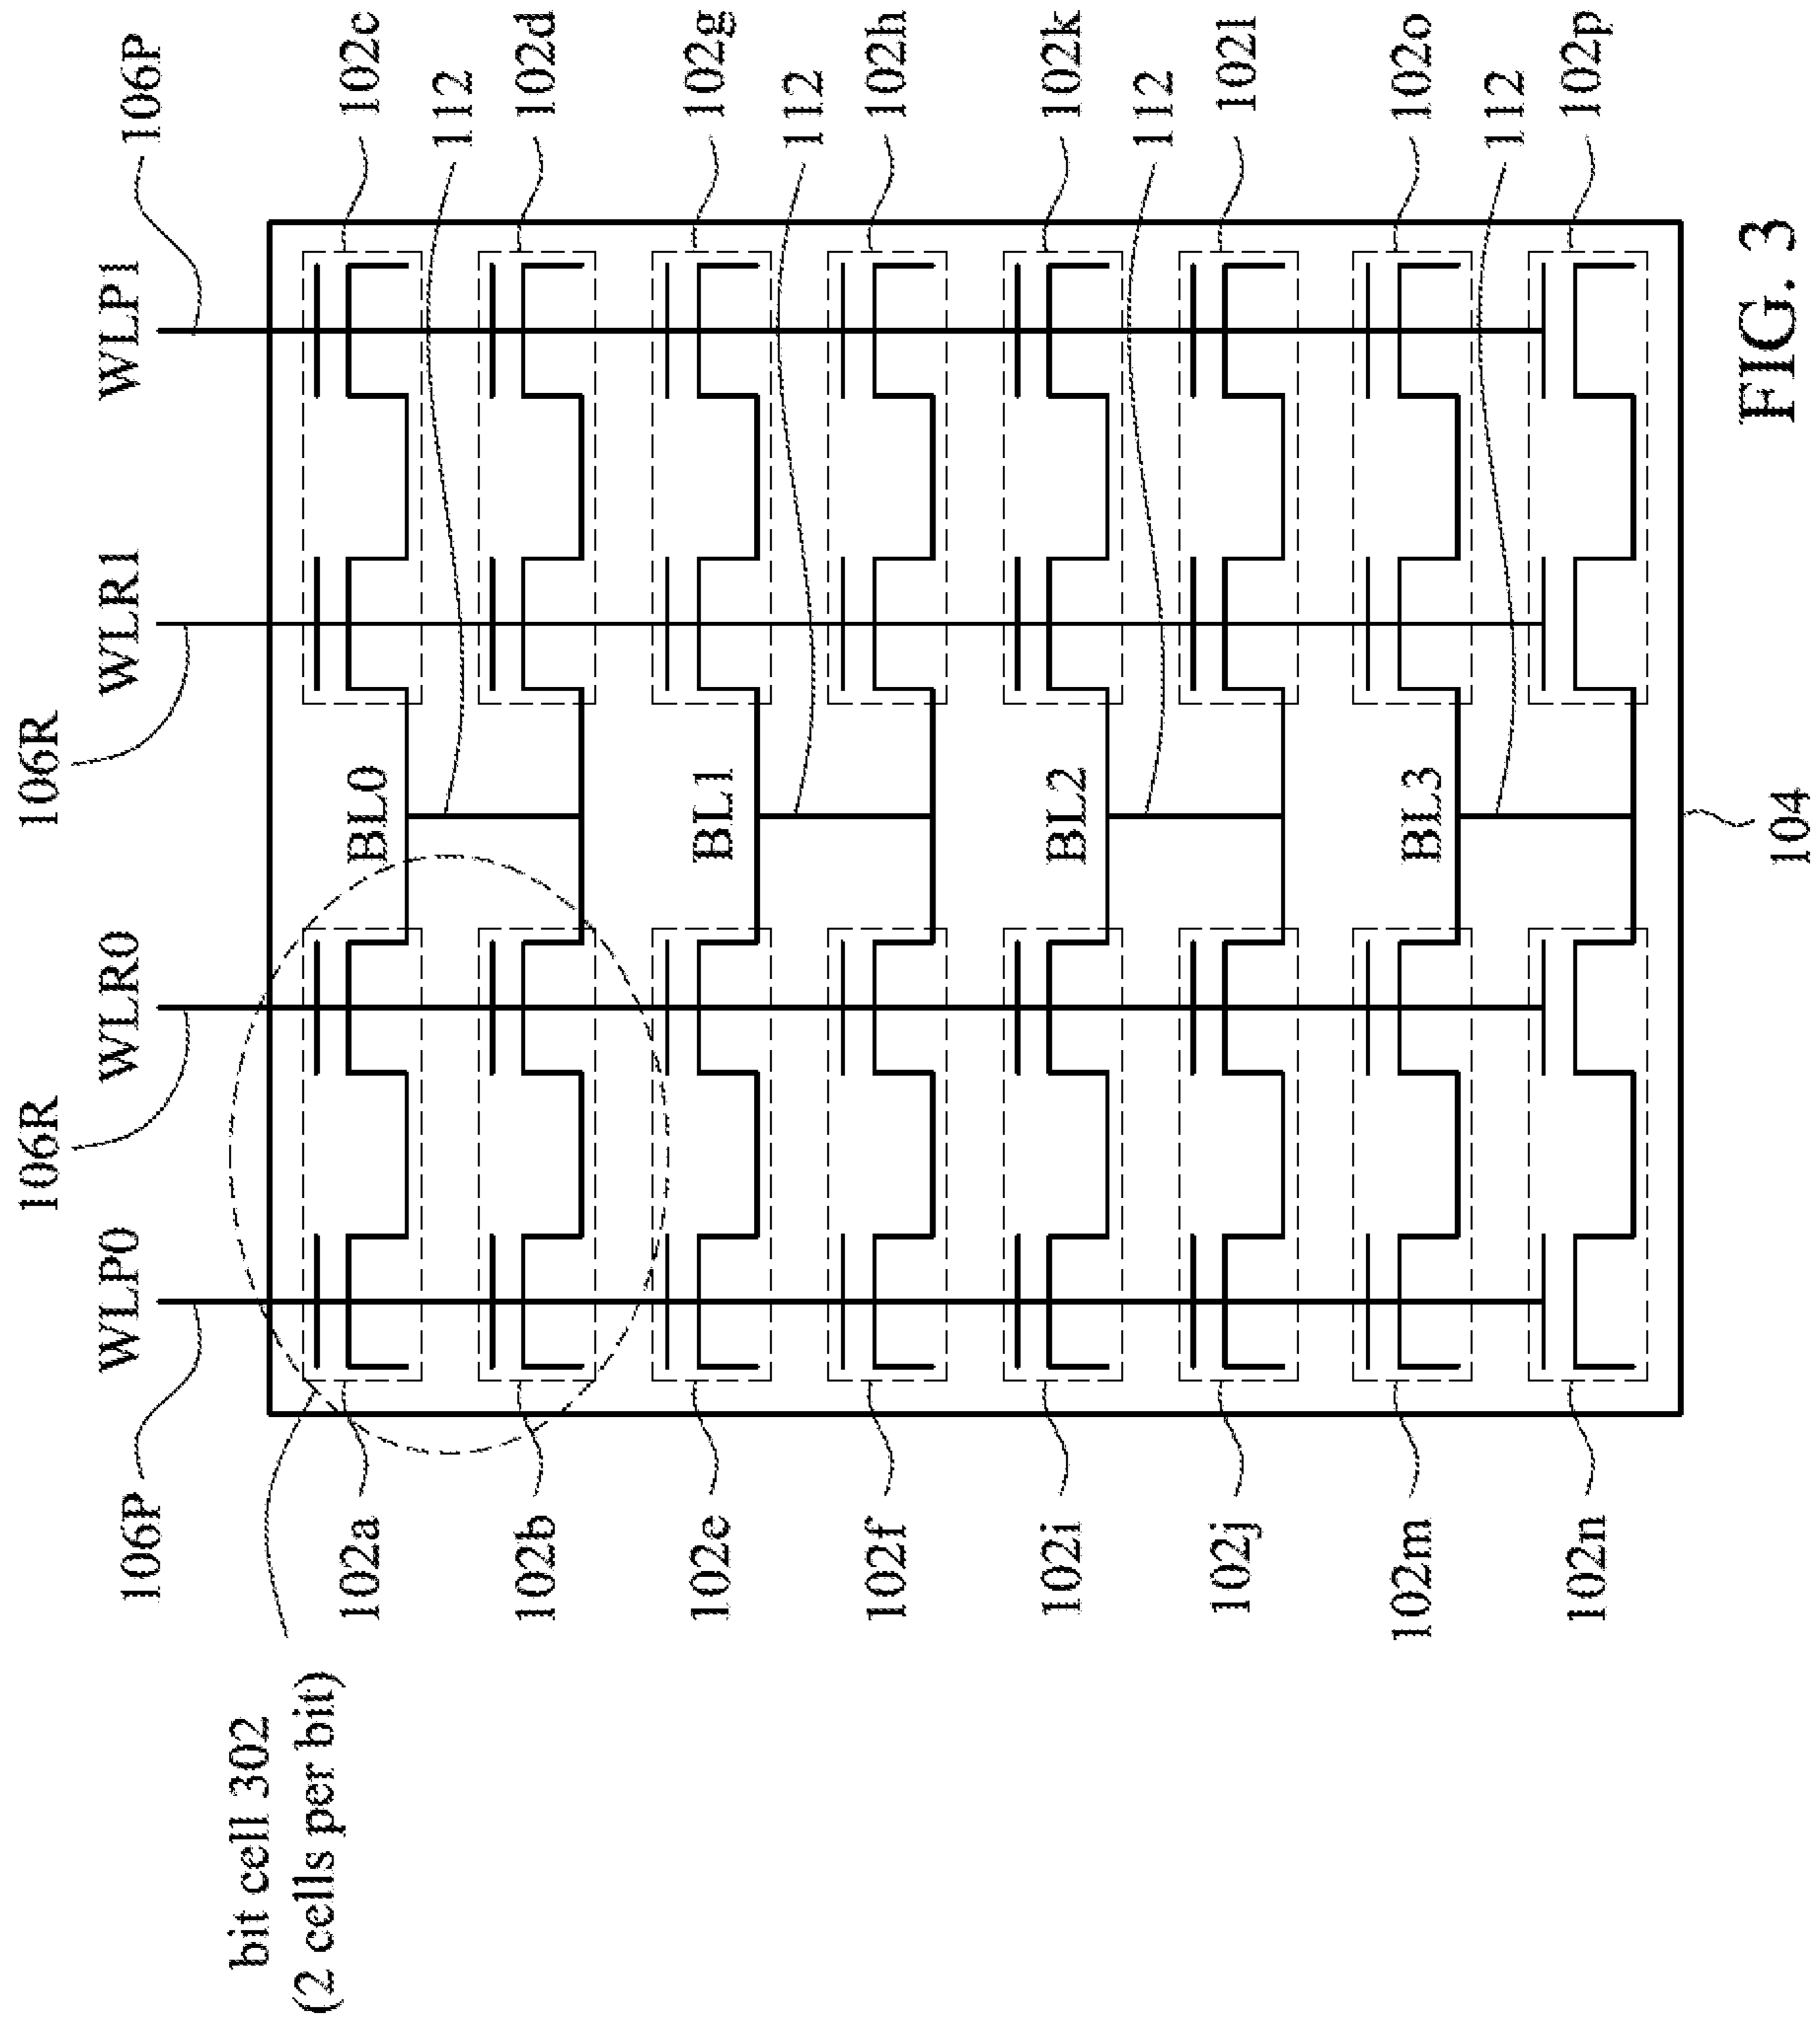 106P
106R
106R
106P
WLP0
WLR0
WLR1
WLP1
bit cell 302
(2 cells per bit)
102a
BL0
102c
112
102b
102d
102e
BL1
102g
112
102f
102h
102i
BL2
102k
112
102j
102l
102m
BL3
102o
112
102n
102p
104
FIG. 3